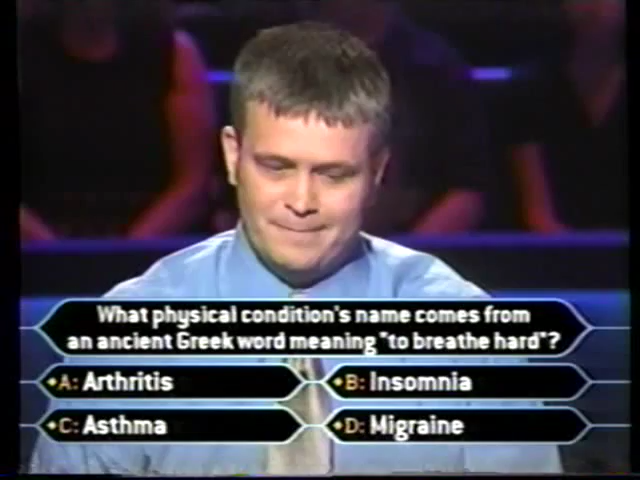 What physical condition's name comes from
an ancient Greek word meaning "to breathe hard"?
A: Arthritis
B: Insomnia
C: Asthma
D: Migraine